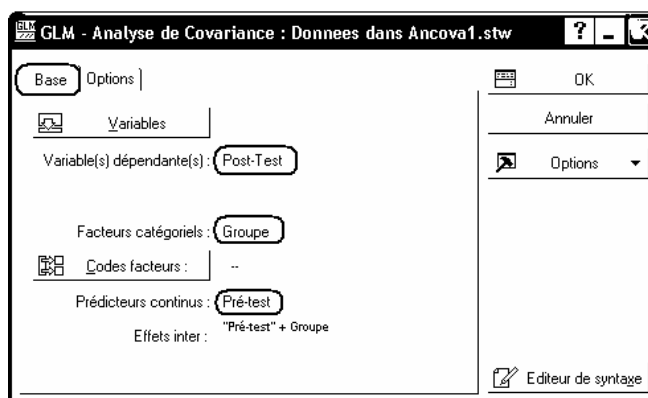 GLM - Analyse de Covariance : Donnees dans Ancova1.stw
Base
Options
Variables
Variable(s) dépendante(s) : Post-Test
Facteurs catégoriels : Groupe
Codes facteurs : --
Prédicteurs continus : Pré-test
Effets inter : "Pré-test" + Groupe
OK
Annuler
Options
Editeur de syntaxe